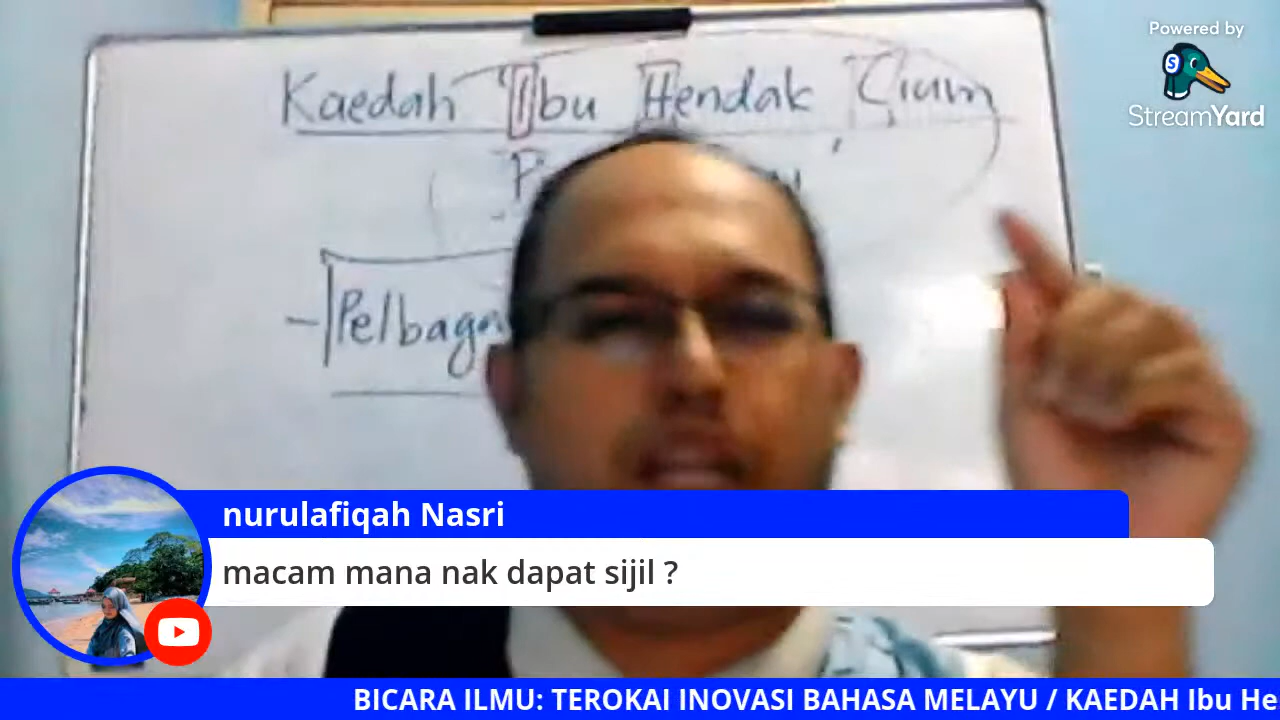 Powered by
StreamYard
Kaedah Ibu Hendak Cium
Pelbagai
nurulafiqah Nasri
macam mana nak dapat sijil ?
BICARA ILMU: TEROKAI INOVASI BAHASA MELAYU / KAEDAH Ibu He